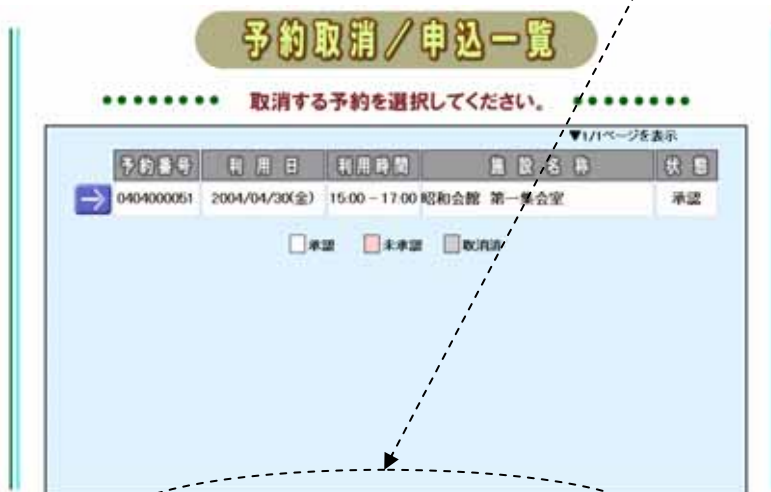 予約取消／申込一覧
取消する予約を選択してください。
▼1/1ページを表示
予約番号 利用日 利用時間 施設名称 状態
0404000051 2004/04/30(金) 15:00 - 17:00 昭和会館 第一集会室 承認
承認 未承認 取消済